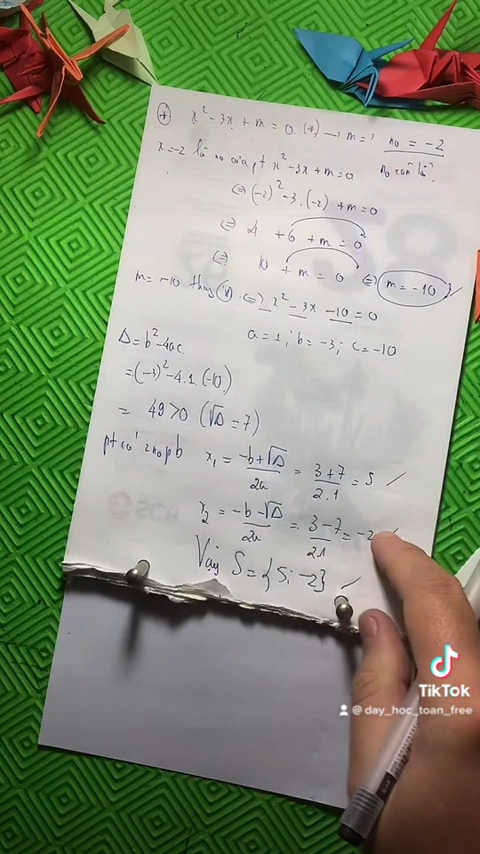 x² - 3x + m = 0 (*) → m = ? no = -2
x = -2 là no của pt x² - 3x + m = 0 no còn lại?
(=) (-2)² - 3.(-2) + m = 0
(=) 4 + 6 + m = 0
(=) 10 + m = 0 (=) m = -10
m = -10 thay (*) (=) x² - 3x - 10 = 0
a = 1; b = -3; c = -10
Δ = b² - 4ac
= (-3)² - 4.1.(-10)
= 49 > 0 (√Δ = 7)
pt có 2 no pb x₁ = (-b + √Δ)/2a = (3 + 7)/2.1 = 5
x₂ = (-b - √Δ)/2a = (3 - 7)/2.1 = -2
Vậy S = {5; -2}
TikTok
@ day_hoc_toan_free